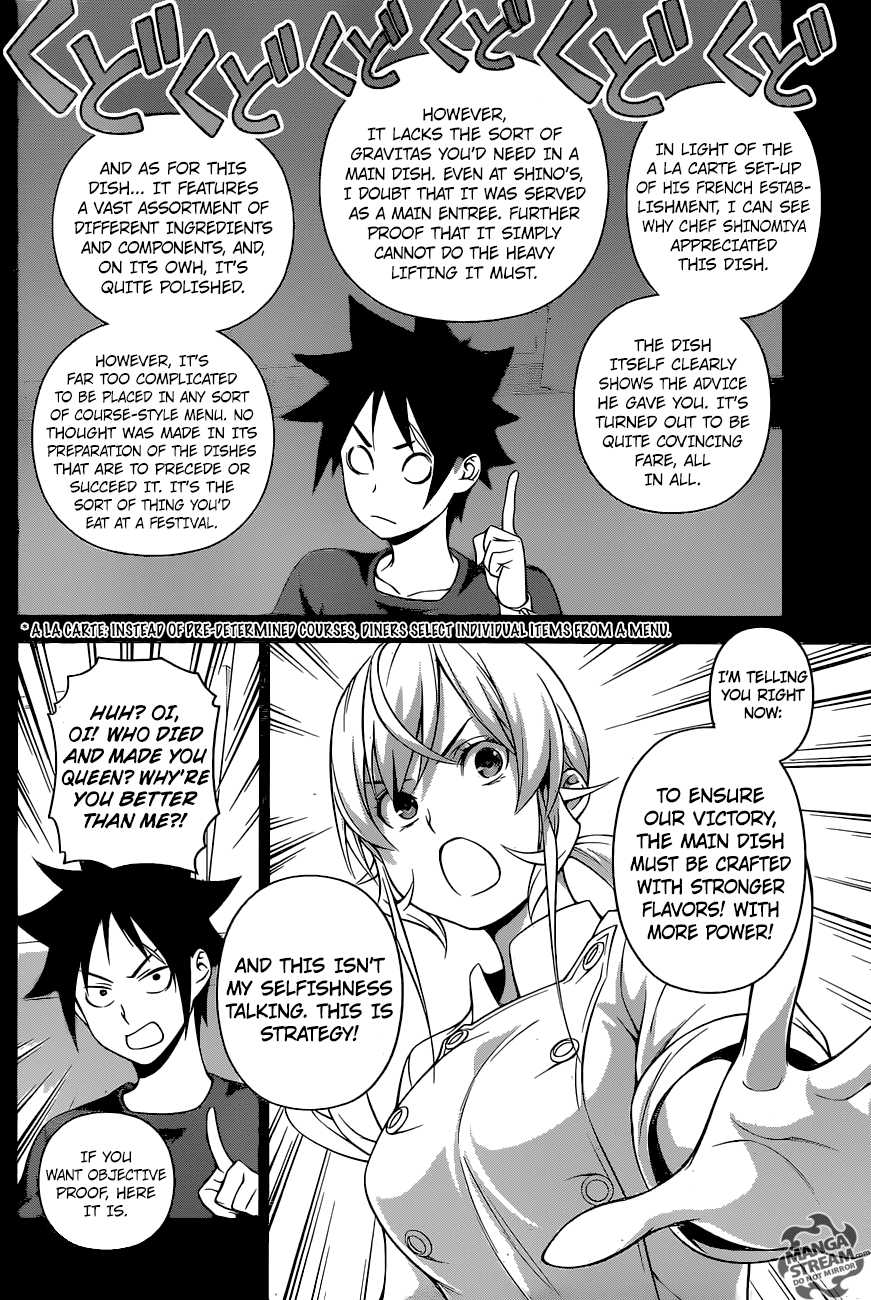 くどくどくどくどくどくど
IN LIGHT OF THE
A LA CARTE SET-UP
OF HIS FRENCH ESTAB-
LISHMENT, I CAN SEE
WHY CHEF SHINOMIYA
APPRECIATED
THIS DISH.
THE DISH
ITSELF CLEARLY
SHOWS THE ADVICE
HE GAVE YOU. IT'S
TURNED OUT TO BE
QUITE COVINCING
FARE, ALL
IN ALL.
HOWEVER,
IT LACKS THE SORT OF
GRAVITAS YOU'D NEED IN A
MAIN DISH. EVEN AT SHINO'S,
I DOUBT THAT IT WAS SERVED
AS A MAIN ENTREE. FURTHER
PROOF THAT IT SIMPLY
CANNOT DO THE HEAVY
LIFTING IT MUST.
AND AS FOR THIS
DISH... IT FEATURES
A VAST ASSORTMENT OF
DIFFERENT INGREDIENTS
AND COMPONENTS, AND,
ON ITS OWH, IT'S
QUITE POLISHED.
HOWEVER, IT'S
FAR TOO COMPLICATED
TO BE PLACED IN ANY SORT
OF COURSE-STYLE MENU. NO
THOUGHT WAS MADE IN ITS
PREPARATION OF THE DISHES
THAT ARE TO PRECEDE OR
SUCCEED IT. IT'S THE
SORT OF THING YOU'D
EAT AT A FESTIVAL.
* A LA CARTE: INSTEAD OF PRE-DETERMINED COURSES, DINERS SELECT INDIVIDUAL ITEMS FROM A MENU.
I'M TELLING
YOU RIGHT
NOW:
TO ENSURE
OUR VICTORY,
THE MAIN DISH
MUST BE CRAFTED
WITH STRONGER
FLAVORS! WITH
MORE POWER!
AND THIS ISN'T
MY SELFISHNESS
TALKING. THIS IS
STRATEGY!
HUH? OI,
OI! WHO DIED
AND MADE YOU
QUEEN? WHY'RE
YOU BETTER
THAN ME?!
IF YOU
WANT OBJECTIVE
PROOF, HERE
IT IS.
MANGA
STREAM.com
DO NOT MIRROR